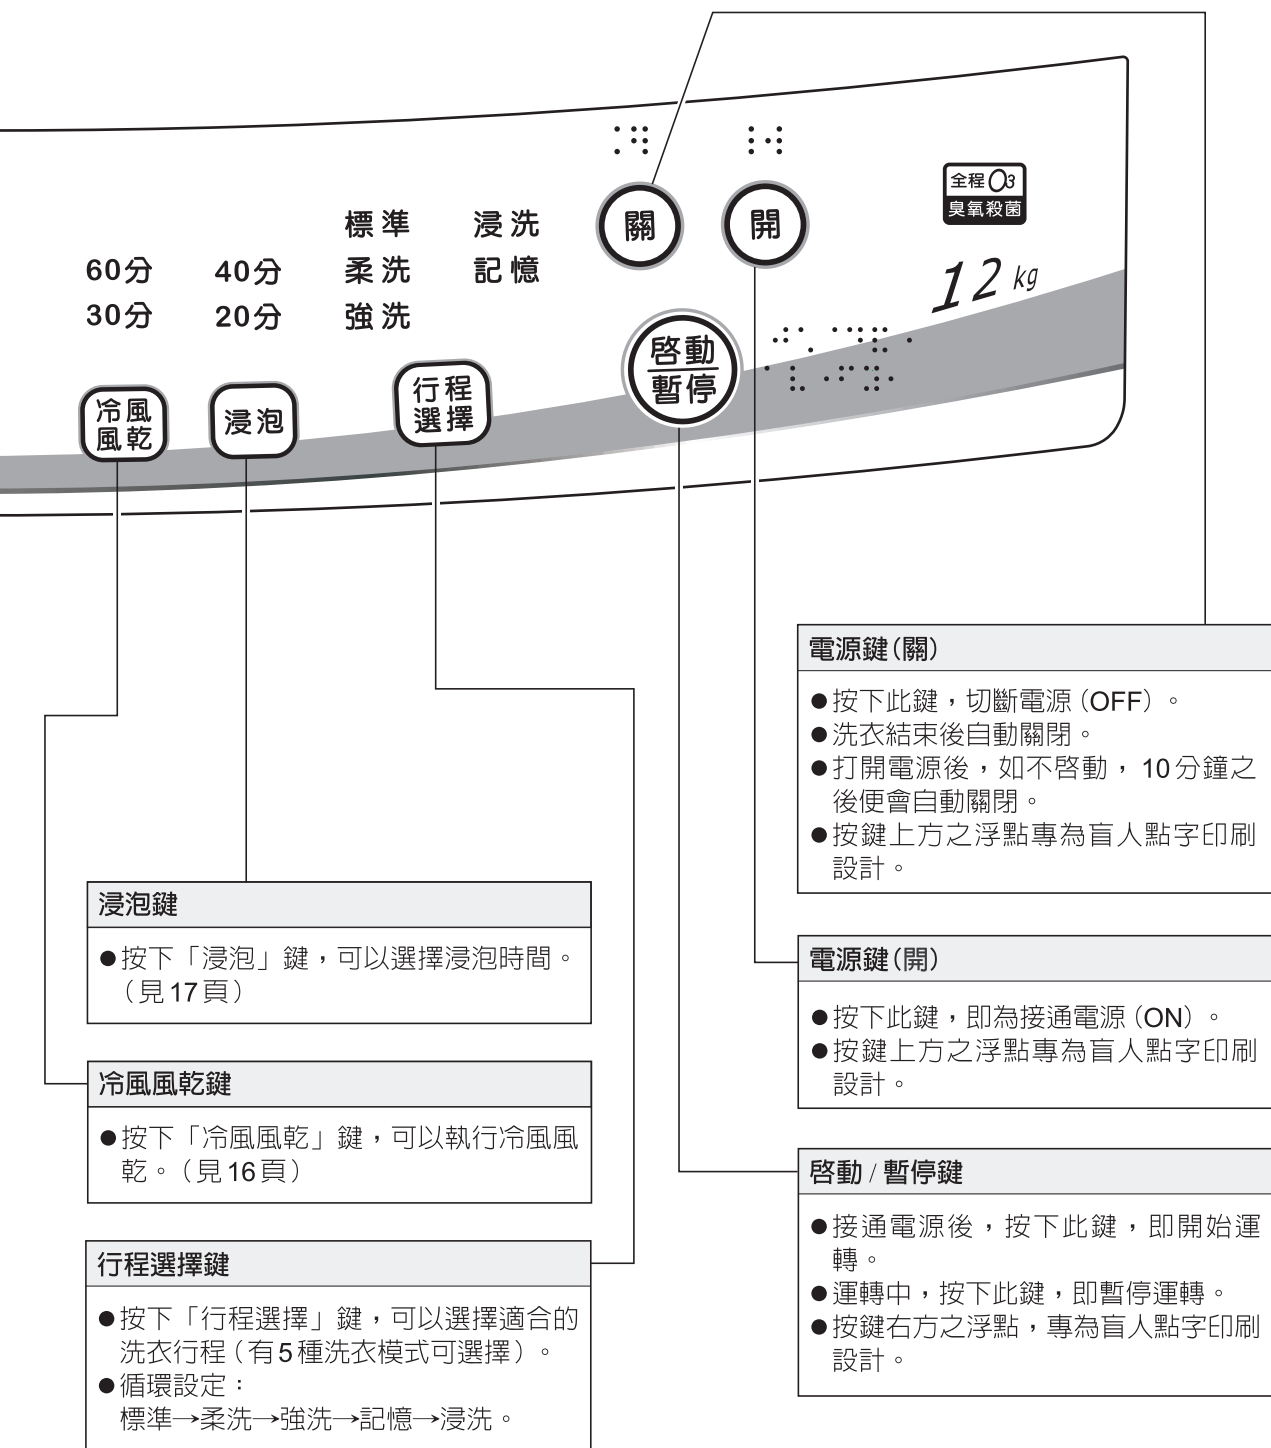 全程O3
臭氧殺菌
12 kg
關
開
標準 浸洗
60分 40分 柔洗 記憶
30分 20分 強洗
啓動
暫停
冷風
風乾
浸泡
行程
選擇
電源鍵(關)
●按下此鍵，切斷電源(OFF)。
●洗衣結束後自動關閉。
●打開電源後，如不啓動，10分鐘之
後便會自動關閉。
●按鍵上方之浮點專為盲人點字印刷
設計。
電源鍵(開)
●按下此鍵，即為接通電源(ON)。
●按鍵上方之浮點專為盲人點字印刷
設計。
啓動/暫停鍵
●接通電源後，按下此鍵，即開始運
轉。
●運轉中，按下此鍵，即暫停運轉。
●按鍵右方之浮點，專為盲人點字印刷
設計。
浸泡鍵
●按下「浸泡」鍵，可以選擇浸泡時間。
（見17頁）
冷風風乾鍵
●按下「冷風風乾」鍵，可以執行冷風風
乾。（見16頁）
行程選擇鍵
●按下「行程選擇」鍵，可以選擇適合的
洗衣行程（有5種洗衣模式可選擇）。
●循環設定：
標準→柔洗→強洗→記憶→浸洗。